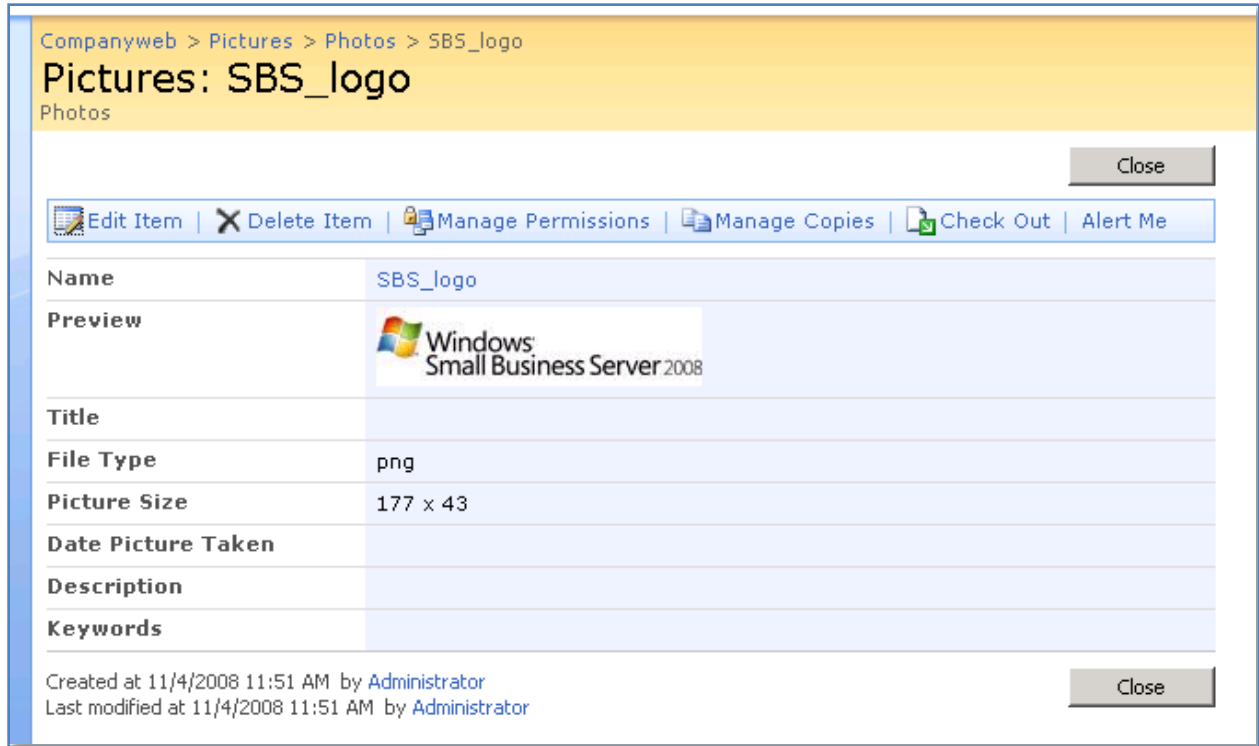 Companyweb > Pictures > Photos > SBS_logo
Pictures: SBS_logo
Photos
Close
Edit Item | Delete Item | Manage Permissions | Manage Copies | Check Out | Alert Me
Name SBS_logo
Preview
Windows
Small Business Server 2008
Title
File Type png
Picture Size 177 x 43
Date Picture Taken
Description
Keywords
Created at 11/4/2008 11:51 AM by Administrator
Close
Last modified at 11/4/2008 11:51 AM by Administrator